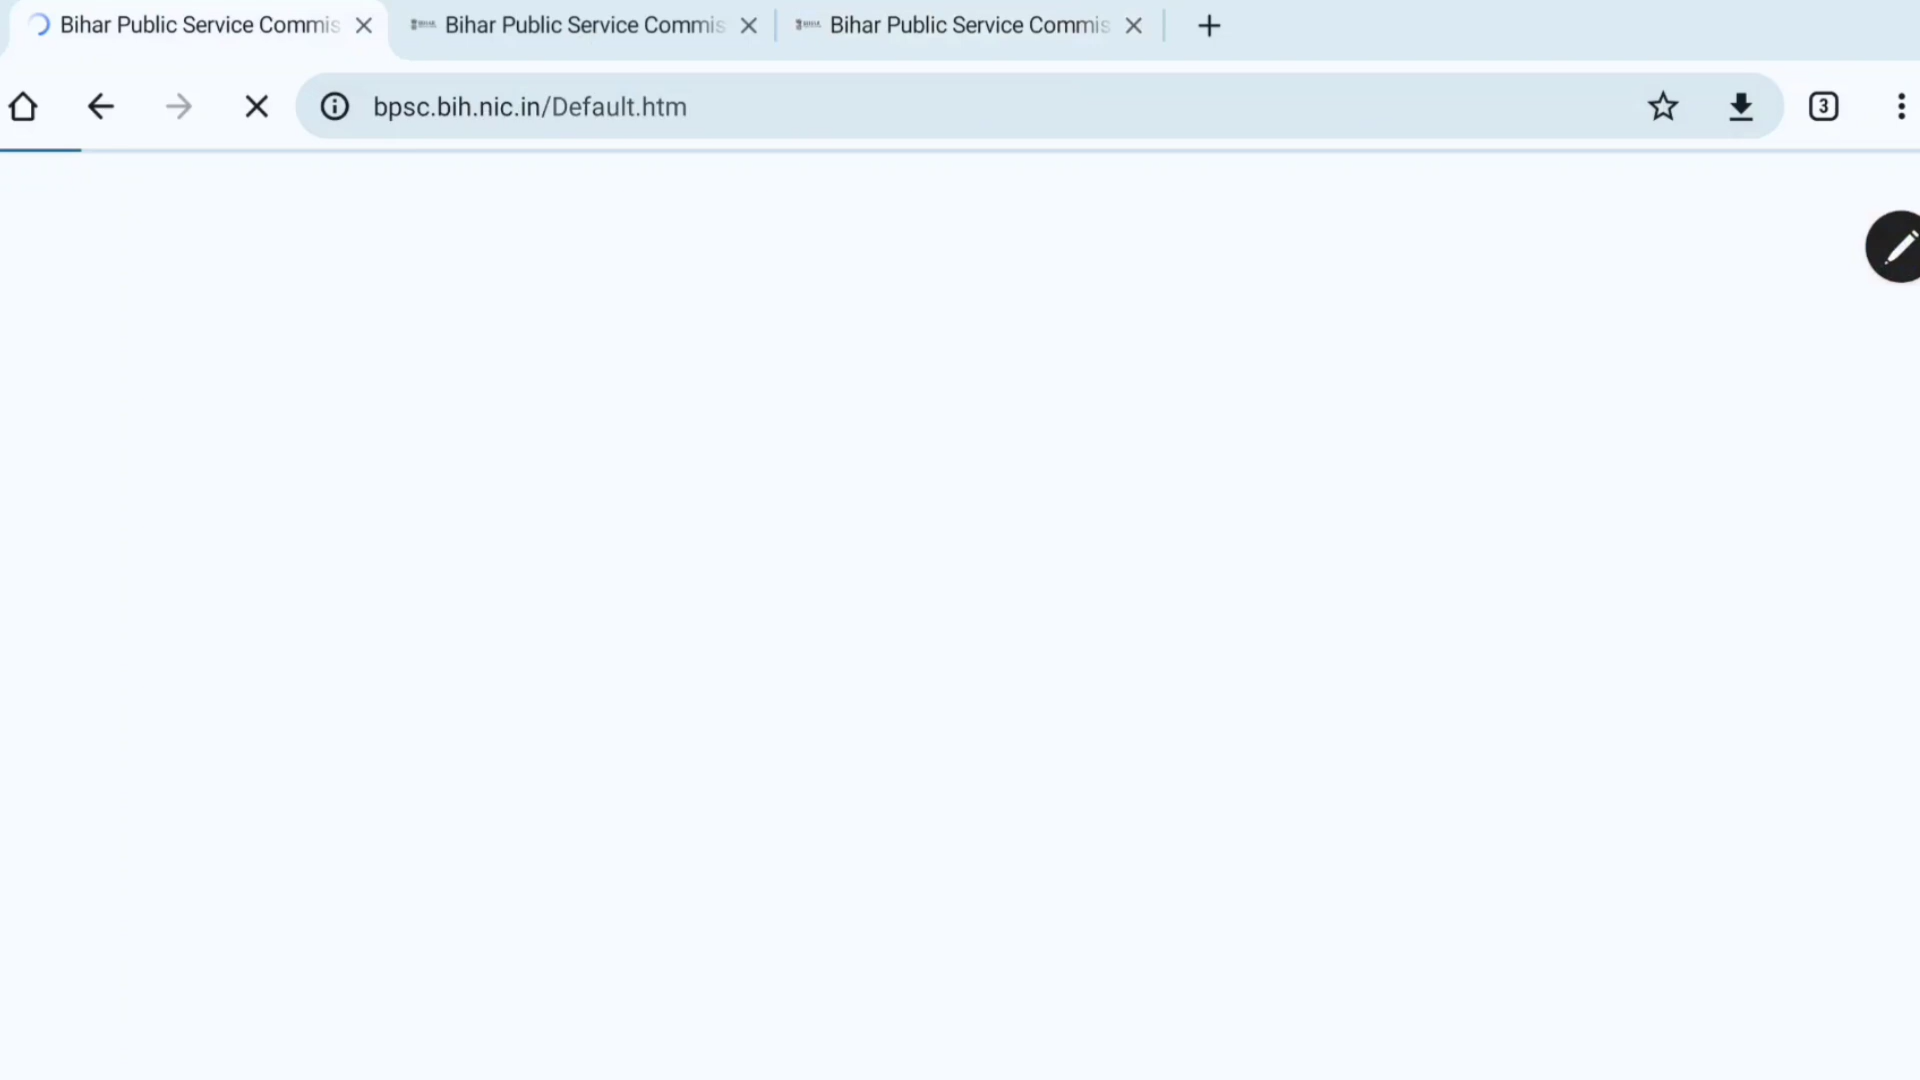 Bihar Public Service Commis
Bihar Public Service Commis
Bihar Public Service Commis
bpsc.bih.nic.in/Default.htm
3